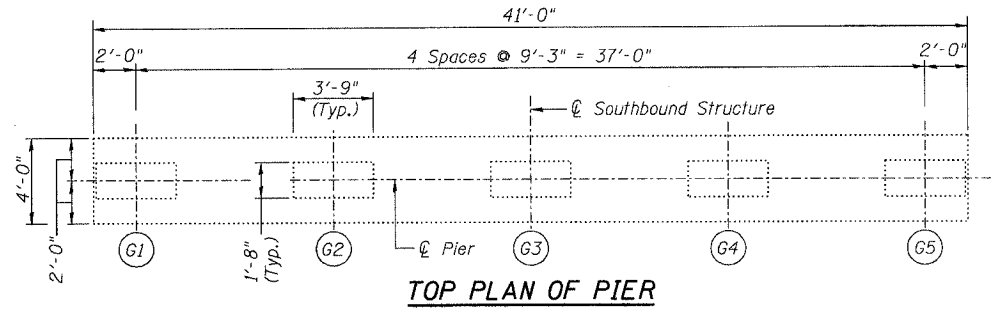 41'-0"
2'-0"
4 Spaces @ 9'-3" = 37'-0"
2'-0"
3'-9"
(Typ.)
℄ Southbound Structure
4'-0"
2'-0"
1'-8"
(Typ.)
℄ Pier
G1
G2
G3
G4
G5
TOP PLAN OF PIER